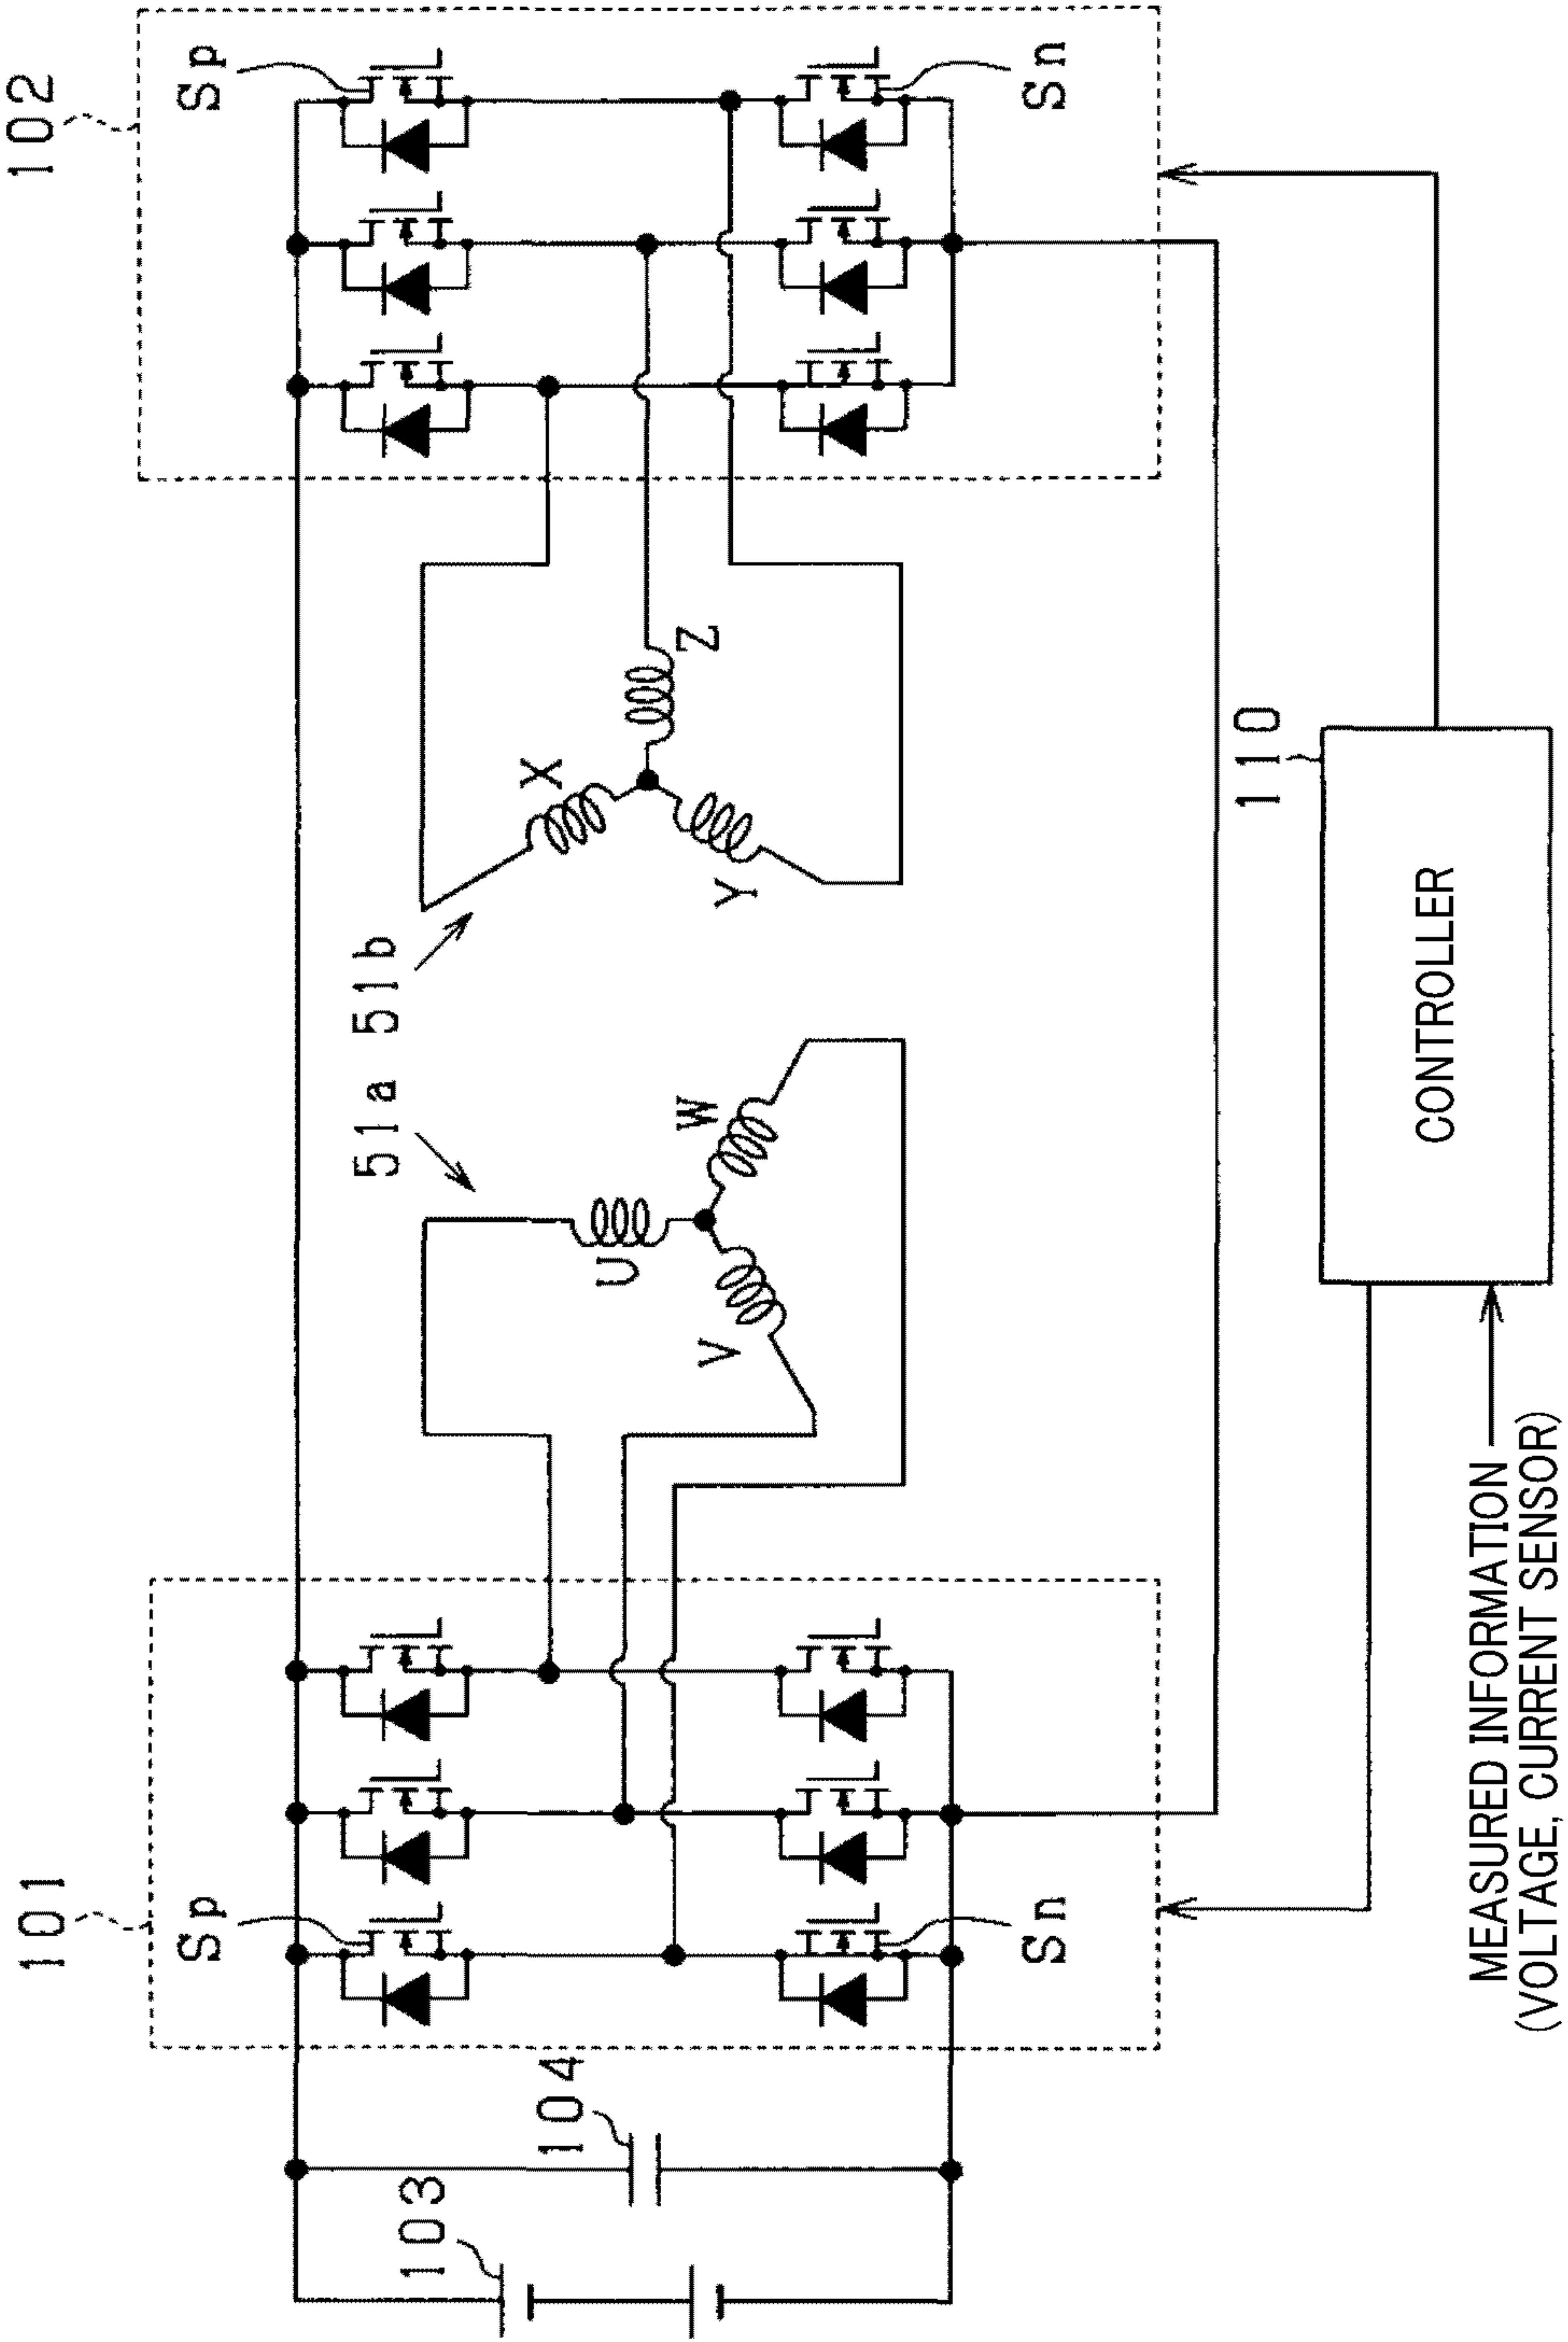 101
102
Sp
Sp
103
104
51a
51b
U
V
W
X
Y
Z
Sn
Sn
110
CONTROLLER
MEASURED INFORMATION
(VOLTAGE, CURRENT SENSOR)